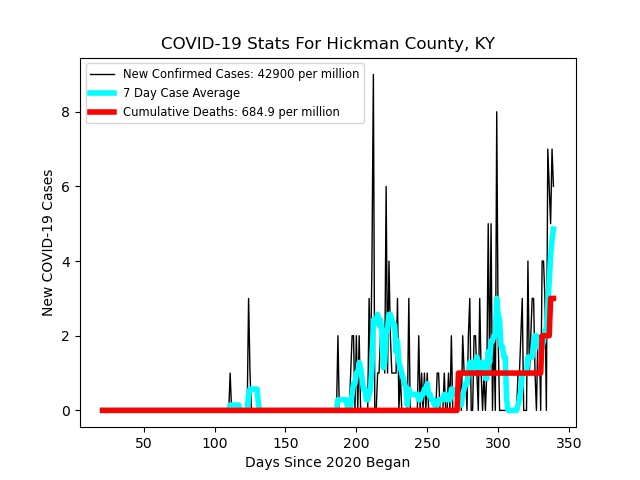 COVID-19 Stats For Hickman County, KY
New Confirmed Cases: 42900 per million
7 Day Case Average
Cumulative Deaths: 684.9 per million
New COVID-19 Cases
8
6
4
2
0
50 100 150 200 250 300 350
Days Since 2020 Began